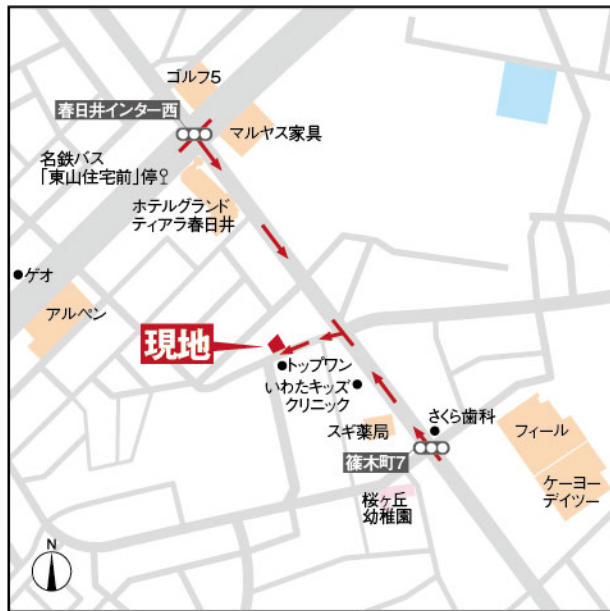 ゴルフ5
春日井インター西
マルヤス家具
名鉄バス
「東山住宅前」停
ホテルグランド
ティアラ春日井
ゲオ
アルペン
現地
トップワン
いわたキッズ
クリニック
さくら歯科
スギ薬局
フィール
篠木町7
ケーヨー
デイツー
桜ヶ丘
幼稚園
N